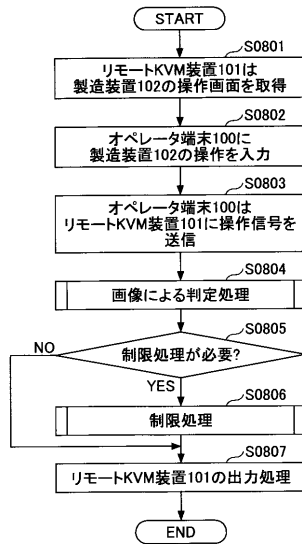 START
S0801
リモートKVM装置101は
製造装置102の操作画面を取得
S0802
オペレータ端末100に
製造装置102の操作を入力
S0803
オペレータ端末100は
リモートKVM装置101に操作信号を
送信
S0804
画像による判定処理
S0805
制限処理が必要?
NO
YES
S0806
制限処理
S0807
リモートKVM装置101の出力処理
END